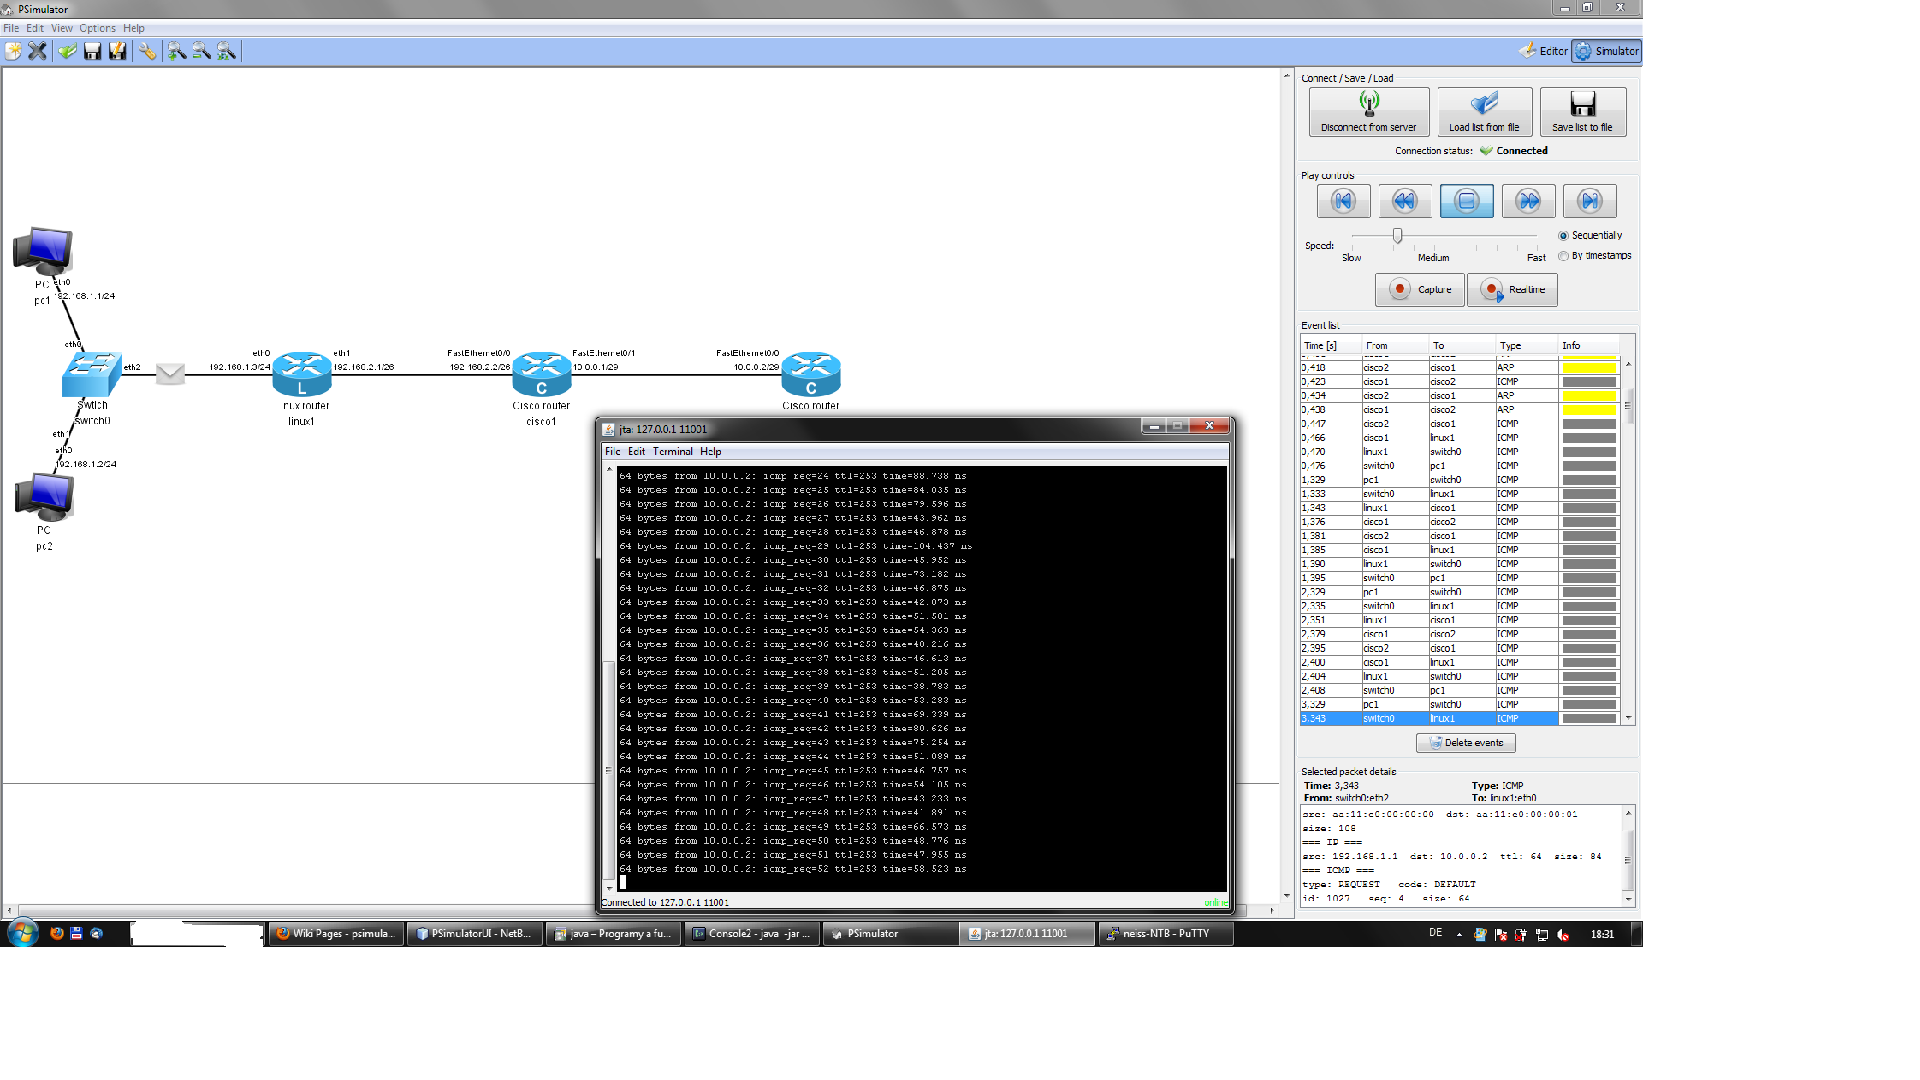 PSimulator
File Edit View Options Help
Editor Simulator
Connect / Save / Load
Disconnect from server Load list from file Save list to file
Connection status: Connected
Play controls
Speed: Slow Medium Fast
Sequentially
By timestamps
Capture Realtime
Event list
Time [s] From To Type Info
0,418 cisco2 cisco1 ARP
0,423 cisco1 cisco2 ICMP
0,434 cisco2 cisco1 ARP
0,438 cisco1 cisco2 ARP
0,447 cisco2 cisco1 ICMP
0,466 cisco1 linux1 ICMP
0,470 linux1 switch0 ICMP
0,476 switch0 pc1 ICMP
1,329 pc1 switch0 ICMP
1,333 switch0 linux1 ICMP
1,343 linux1 cisco1 ICMP
1,376 cisco1 cisco2 ICMP
1,381 cisco2 cisco1 ICMP
1,385 cisco1 linux1 ICMP
1,390 linux1 switch0 ICMP
1,395 switch0 pc1 ICMP
2,329 pc1 switch0 ICMP
2,335 switch0 linux1 ICMP
2,351 linux1 cisco1 ICMP
2,379 cisco1 cisco2 ICMP
2,395 cisco2 cisco1 ICMP
2,400 cisco1 linux1 ICMP
2,404 linux1 switch0 ICMP
2,408 switch0 pc1 ICMP
3,329 pc1 switch0 ICMP
3,343 switch0 linux1 ICMP
Delete events
Selected packet details
Time: 3,343 Type: ICMP
From: switch0:eth2 To: linux1:eth0
src: aa:11:e0:00:00:00 dst: aa:11:e0:00:00:01
size: 108
=== IP ===
src: 192.168.1.1 dst: 10.0.0.2 ttl: 64 size: 84
=== ICMP ===
type: REQUEST code: DEFAULT
id: 1027 seq: 4 size: 64
PC eth0
pc1 192.168.1.1/24
eth0
eth2
Swtich
switch0
eth1
eth0
192.168.1.2/24
PC
pc2
eth0 eth1
192.160.1.3/24 192.160.2.1/26
L
nux router
linux1
FastEthernet0/0 FastEthernet0/1
192.168.2.2/26 10.0.0.1/29
C
Cisco router
cisco1
FastEthernet0/0
10.0.0.2/29
C
Cisco router
jta: 127.0.0.1 11001
File Edit Terminal Help
64 bytes from 10.0.0.2: icmp_req=24 ttl=253 time=88.738 ms
64 bytes from 10.0.0.2: icmp_req=25 ttl=253 time=84.035 ms
64 bytes from 10.0.0.2: icmp_req=26 ttl=253 time=79.596 ms
64 bytes from 10.0.0.2: icmp_req=27 ttl=253 time=43.962 ms
64 bytes from 10.0.0.2: icmp_req=28 ttl=253 time=46.878 ms
64 bytes from 10.0.0.2: icmp_req=29 ttl=253 time=104.437 ms
64 bytes from 10.0.0.2: icmp_req=30 ttl=253 time=45.952 ms
64 bytes from 10.0.0.2: icmp_req=31 ttl=253 time=73.182 ms
64 bytes from 10.0.0.2: icmp_req=32 ttl=253 time=46.875 ms
64 bytes from 10.0.0.2: icmp_req=33 ttl=253 time=42.073 ms
64 bytes from 10.0.0.2: icmp_req=34 ttl=253 time=51.501 ms
64 bytes from 10.0.0.2: icmp_req=35 ttl=253 time=54.363 ms
64 bytes from 10.0.0.2: icmp_req=36 ttl=253 time=40.216 ms
64 bytes from 10.0.0.2: icmp_req=37 ttl=253 time=46.613 ms
64 bytes from 10.0.0.2: icmp_req=38 ttl=253 time=51.205 ms
64 bytes from 10.0.0.2: icmp_req=39 ttl=253 time=38.783 ms
64 bytes from 10.0.0.2: icmp_req=40 ttl=253 time=53.283 ms
64 bytes from 10.0.0.2: icmp_req=41 ttl=253 time=69.339 ms
64 bytes from 10.0.0.2: icmp_req=42 ttl=253 time=80.626 ms
64 bytes from 10.0.0.2: icmp_req=43 ttl=253 time=75.254 ms
64 bytes from 10.0.0.2: icmp_req=44 ttl=253 time=51.089 ms
64 bytes from 10.0.0.2: icmp_req=45 ttl=253 time=46.757 ms
64 bytes from 10.0.0.2: icmp_req=46 ttl=253 time=54.105 ms
64 bytes from 10.0.0.2: icmp_req=47 ttl=253 time=43.233 ms
64 bytes from 10.0.0.2: icmp_req=48 ttl=253 time=41.891 ms
64 bytes from 10.0.0.2: icmp_req=49 ttl=253 time=66.573 ms
64 bytes from 10.0.0.2: icmp_req=50 ttl=253 time=48.776 ms
64 bytes from 10.0.0.2: icmp_req=51 ttl=253 time=47.955 ms
64 bytes from 10.0.0.2: icmp_req=52 ttl=253 time=58.523 ms
Connected to 127.0.0.1 11001 online
Wiki Pages - psimula... PSimulatorUI - NetB... java – Programy a fu... Console2 - java -jar ... PSimulator jta: 127.0.0.1 11001 neiss-NTB - PuTTY DE 18:31